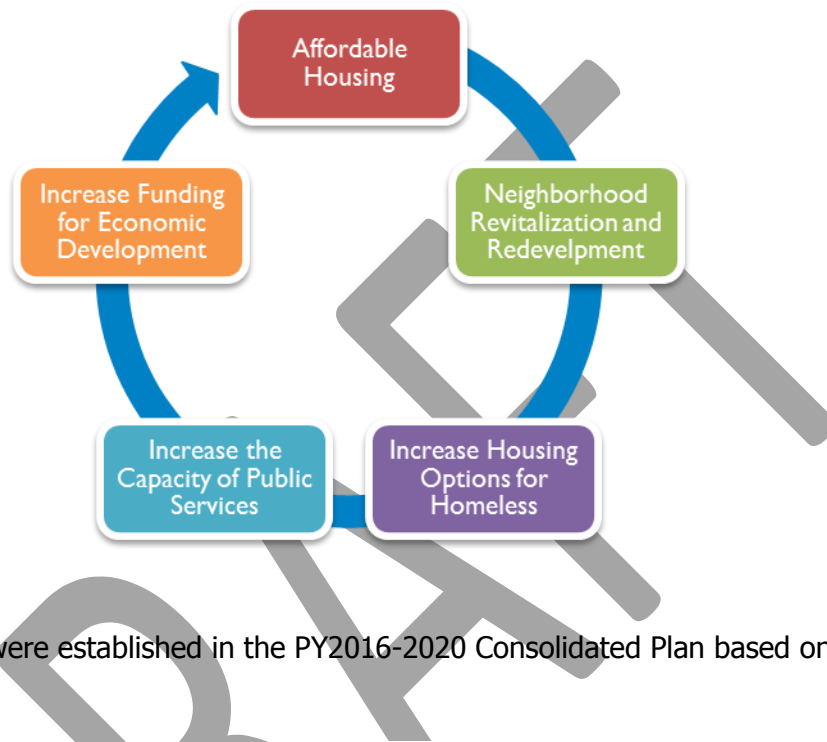 Affordable
Housing
Neighborhood
Revitalization and
Redevelpment
Increase Housing
Options for
Homeless
Increase the
Capacity of Public
Services
Increase Funding
for Economic
Development
were established in the PY2016-2020 Consolidated Plan based on
DRAFT